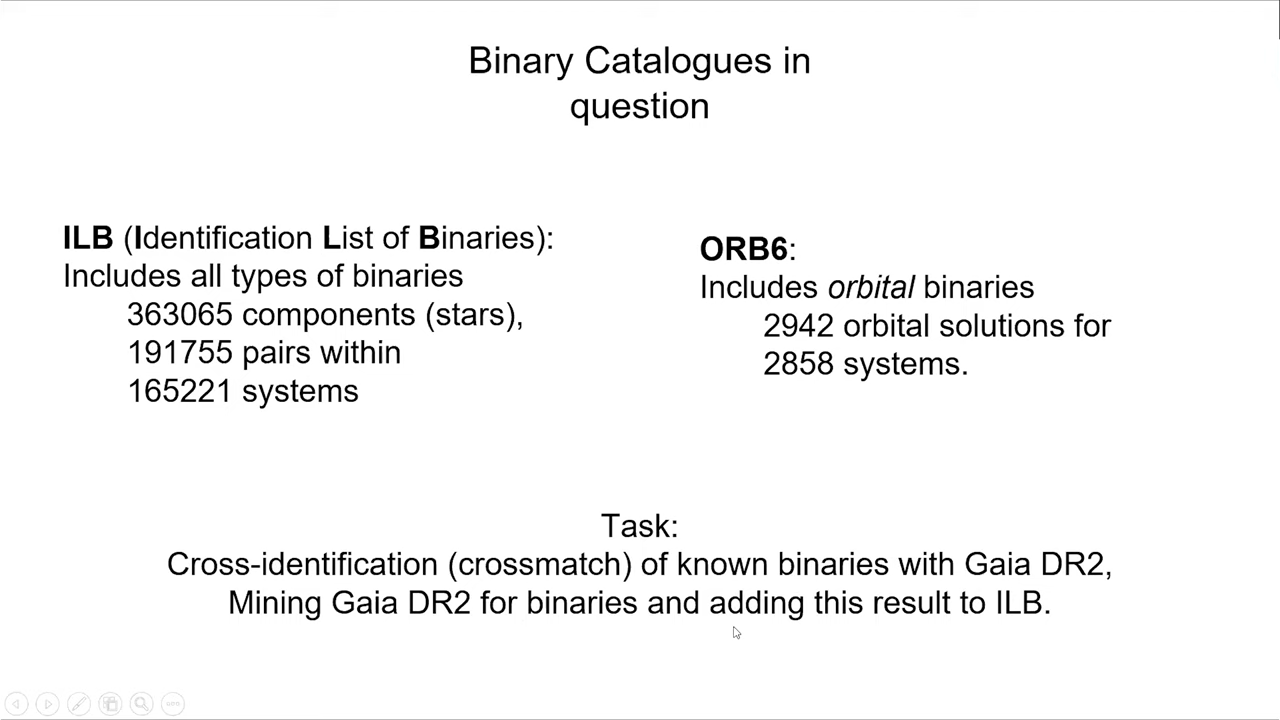 Binary Catalogues in
question
ILB (Identification List of Binaries):
Includes all types of binaries
363065 components (stars),
191755 pairs within
165221 systems
ORB6:
Includes orbital binaries
2942 orbital solutions for
2858 systems.
Task:
Cross-identification (crossmatch) of known binaries with Gaia DR2,
Mining Gaia DR2 for binaries and adding this result to ILB.